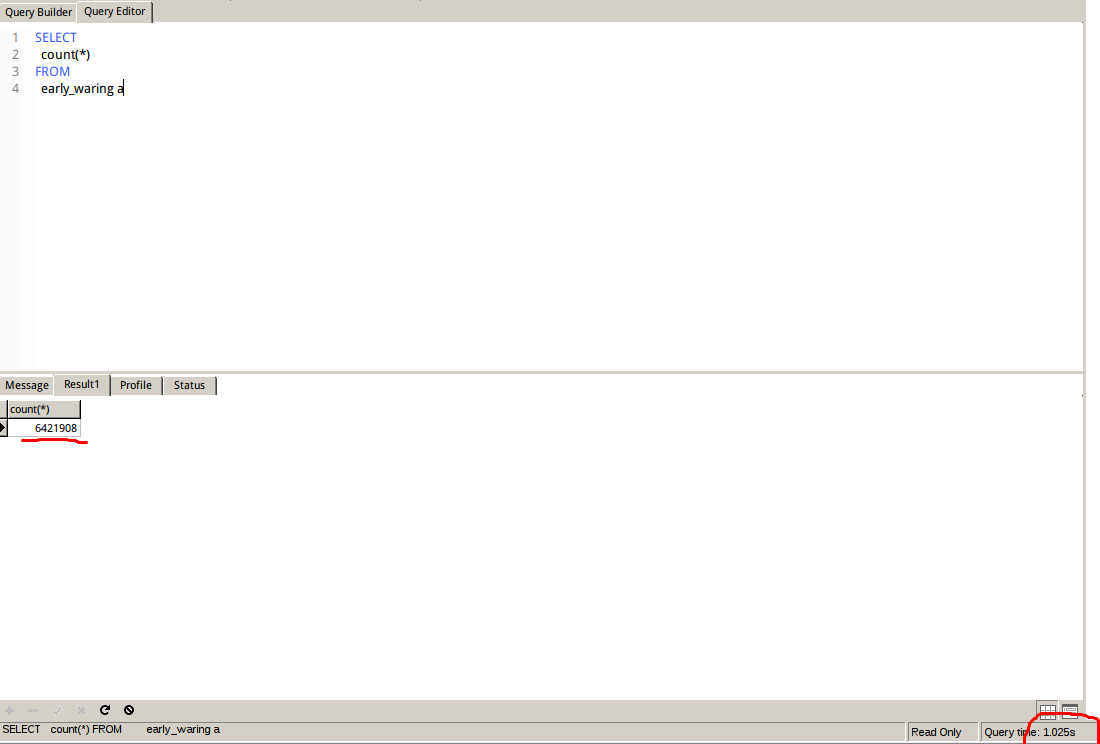 Query Builder Query Editor
1 SELECT
2 count(*)
3 FROM
4 early_waring a
Message Result1 Profile Status
count(*)
6421908
SELECT count(*) FROM early_waring a Read Only Query time: 1.025s